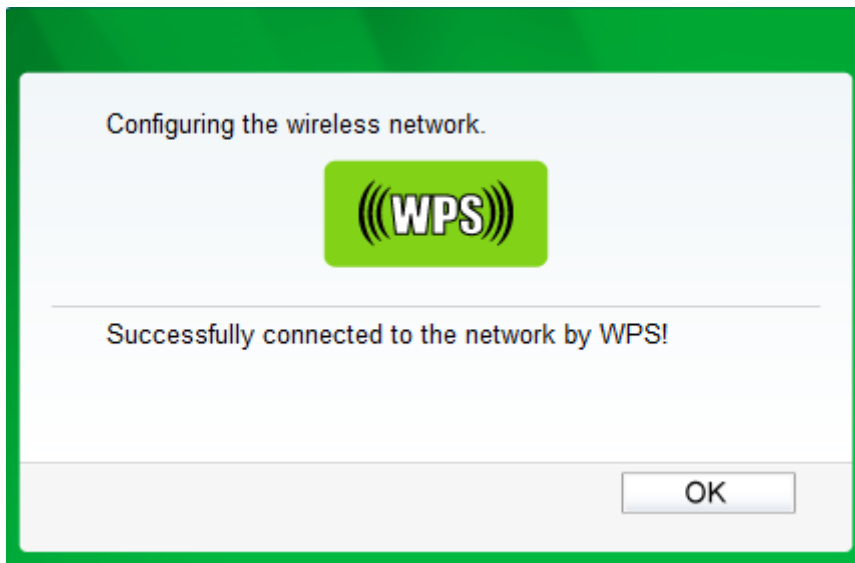 Configuring the wireless network.
WPS
Successfully connected to the network by WPS!
OK